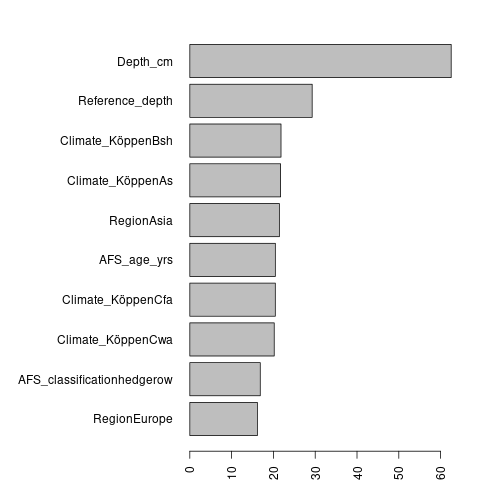 Depth_cm
Reference_depth
Climate_KöppenBsh
Climate_KöppenAs
RegionAsia
AFS_age_yrs
Climate_KöppenCfa
Climate_KöppenCwa
AFS_classificationhedgerow
RegionEurope
0 10 20 30 40 50 60